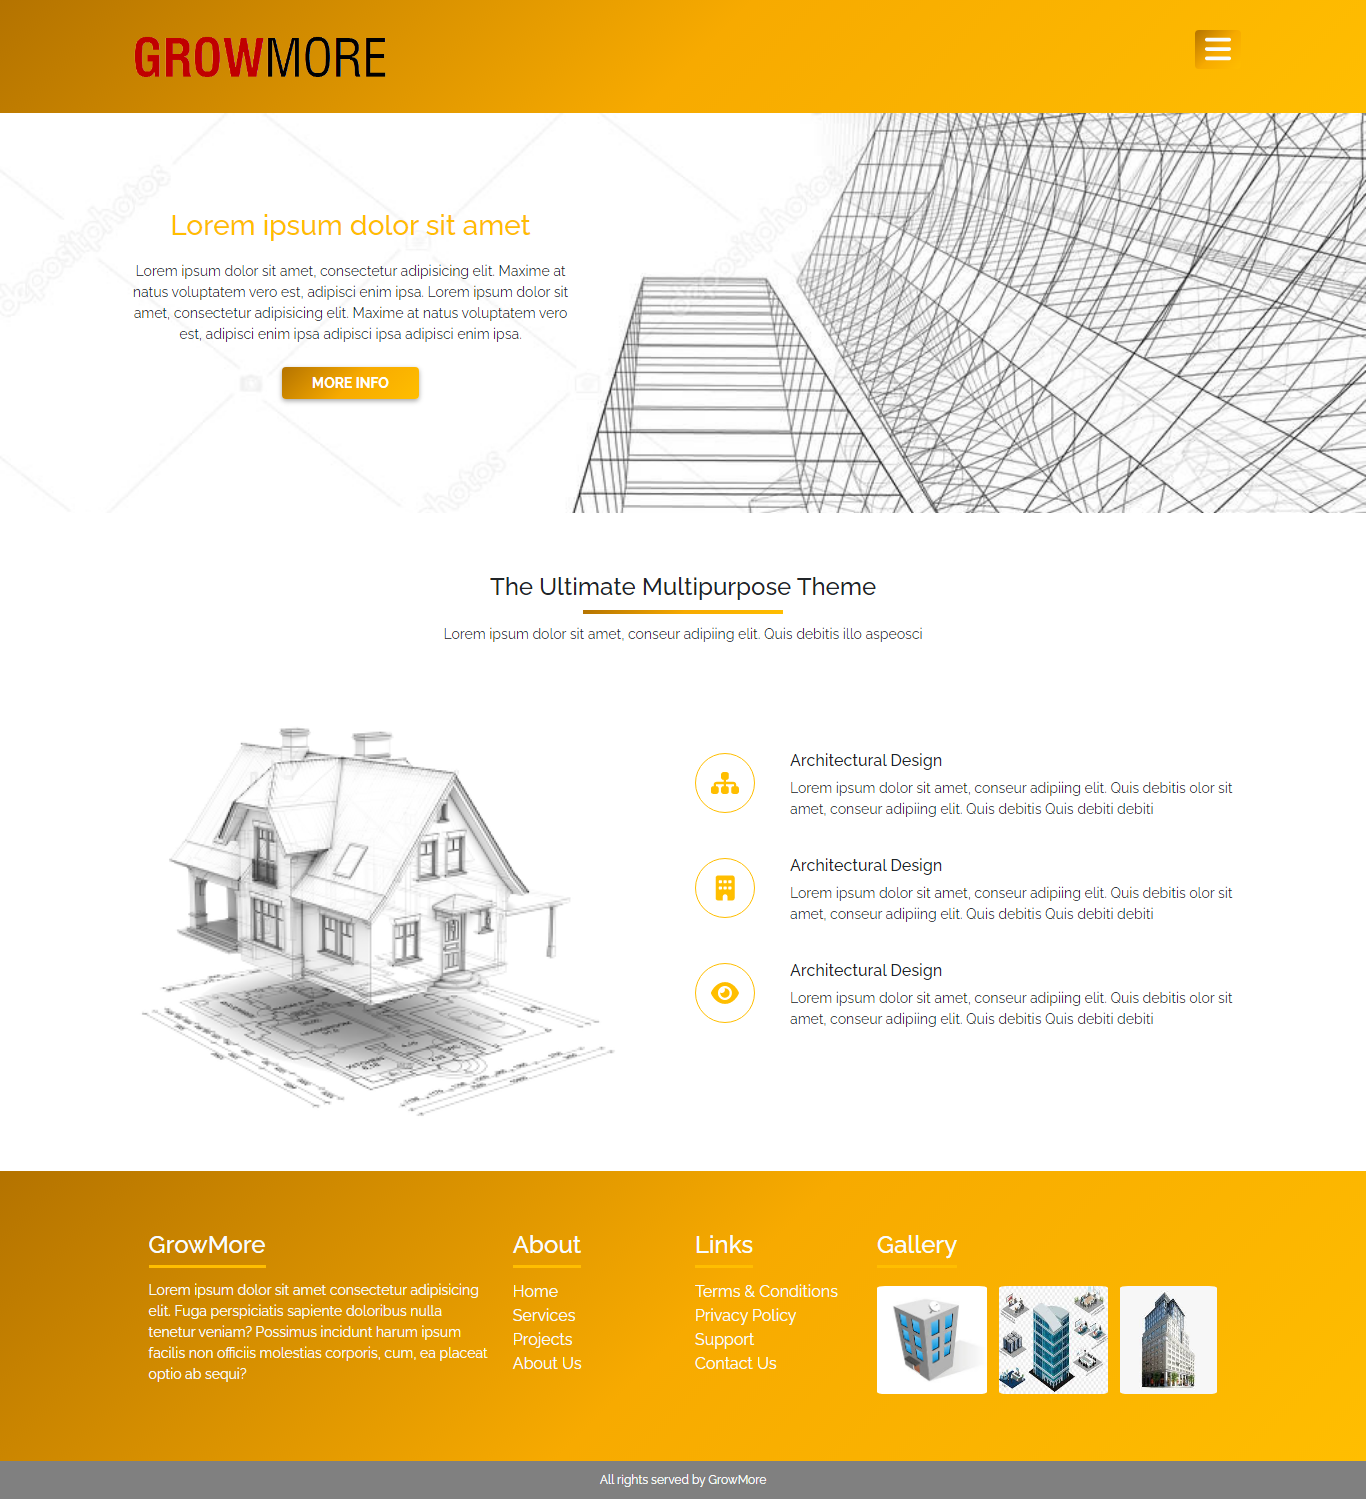 GROWMORE
depositphotos
depositphotos
Lorem ipsum dolor sit amet
Lorem ipsum dolor sit amet, consectetur adipisicing elit. Maxime at
natus voluptatem vero est, adipisci enim ipsa. Lorem ipsum dolor sit
amet, consectetur adipisicing elit. Maxime at natus voluptatem vero
est, adipisci enim ipsa adipisci ipsa adipisci enim ipsa.
MORE INFO
photos
The Ultimate Multipurpose Theme
Lorem ipsum dolor sit amet, conseur adipiing elit. Quis debitis illo aspeosci
Architectural Design
Lorem ipsum dolor sit amet, conseur adipiing elit. Quis debitis olor sit
amet, conseur adipiing elit. Quis debitis Quis debiti debiti
Architectural Design
Lorem ipsum dolor sit amet, conseur adipiing elit. Quis debitis olor sit
amet, conseur adipiing elit. Quis debitis Quis debiti debiti
Architectural Design
Lorem ipsum dolor sit amet, conseur adipiing elit. Quis debitis olor sit
amet, conseur adipiing elit. Quis debitis Quis debiti debiti
KITCHEN
GrowMore
Lorem ipsum dolor sit amet consectetur adipisicing
elit. Fuga perspiciatis sapiente doloribus nulla
tenetur veniam? Possimus incidunt harum ipsum
facilis non officiis molestias corporis, cum, ea placeat
optio ab sequi?
About
Home
Services
Projects
About Us
Links
Terms & Conditions
Privacy Policy
Support
Contact Us
Gallery
All rights served by GrowMore